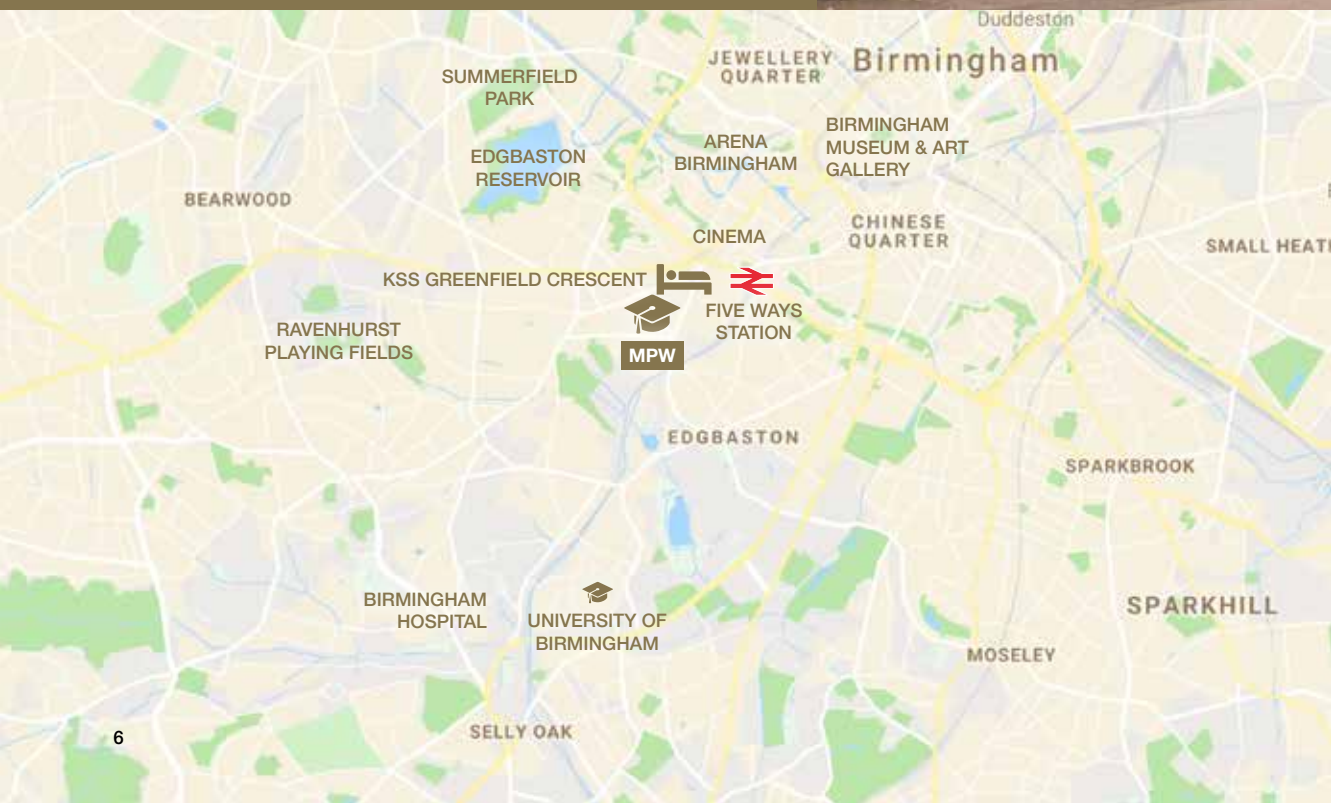 Duddeston
JEWELLERY
QUARTER
Birmingham
SUMMERFIELD
PARK
BIRMINGHAM
MUSEUM & ART
GALLERY
ARENA
BIRMINGHAM
EDGBASTON
RESERVOIR
BEARWOOD
CHINESE
QUARTER
CINEMA
SMALL HEAT
KSS GREENFIELD CRESCENT
FIVE WAYS
STATION
RAVENHURST
PLAYING FIELDS
MPW
EDGBASTON
SPARKBROOK
BIRMINGHAM
HOSPITAL
UNIVERSITY OF
BIRMINGHAM
SPARKHILL
MOSELEY
SELLY OAK
6